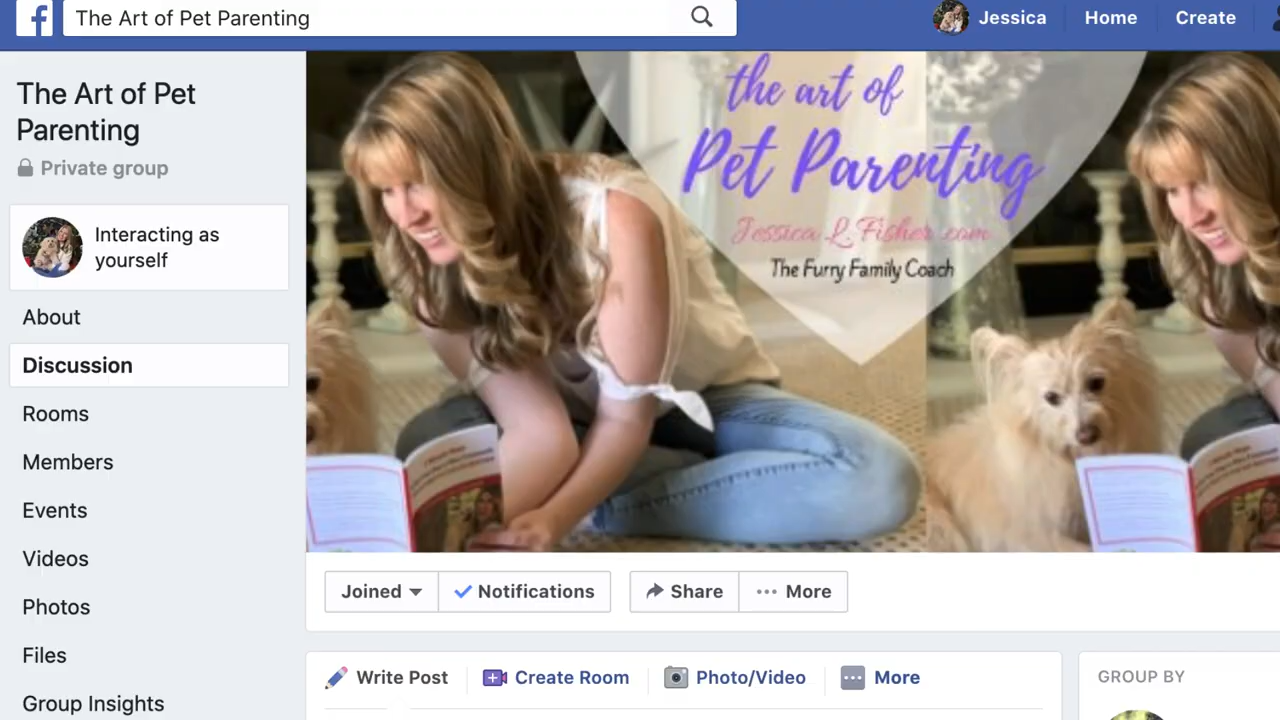 The Art of Pet Parenting
Jessica
Home
Create
The Art of Pet
Parenting
Private group
Interacting as
yourself
About
Discussion
Rooms
Members
Events
Videos
Photos
Files
Group Insights
the art of
Pet Parenting
Jessica L Fisher.com
The Furry Family Coach
Joined
Notifications
Share
More
Write Post
Create Room
Photo/Video
More
GROUP BY